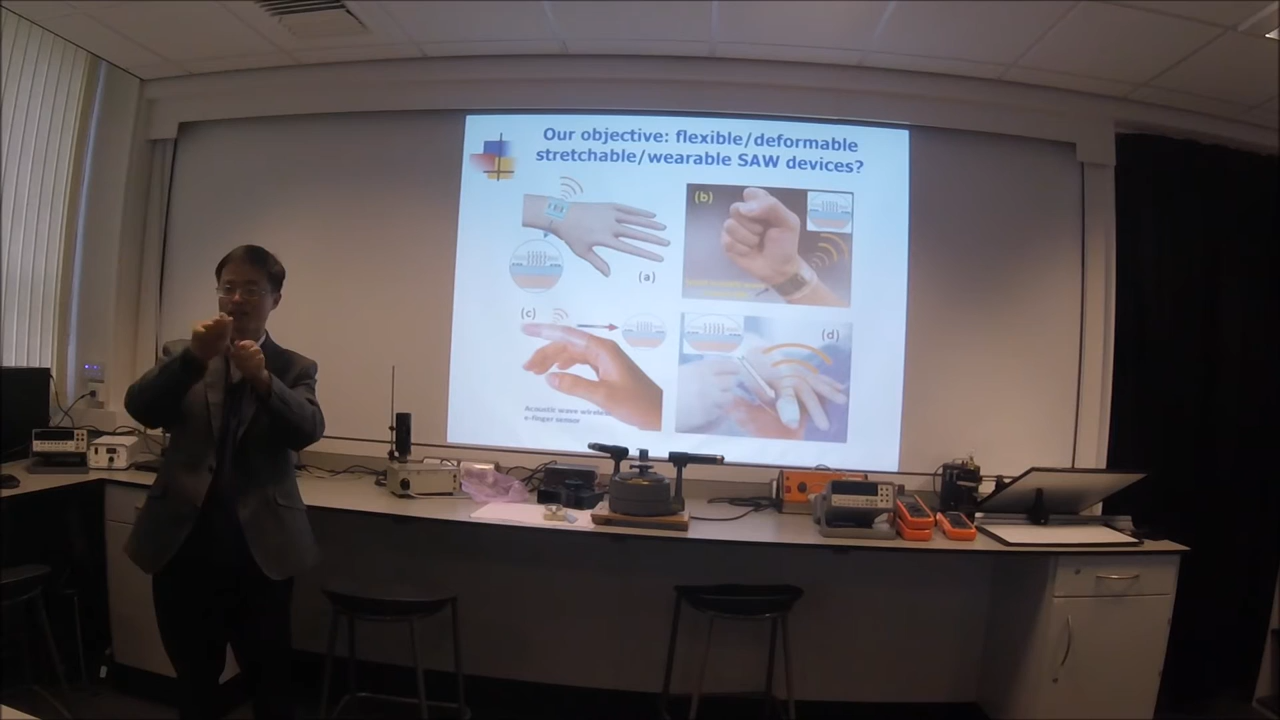 Our objective: flexible/deformable
stretchable/wearable SAW devices?
(a)
(b)
(c)
(d)
Acoustic wave wireless
e-finger sensor